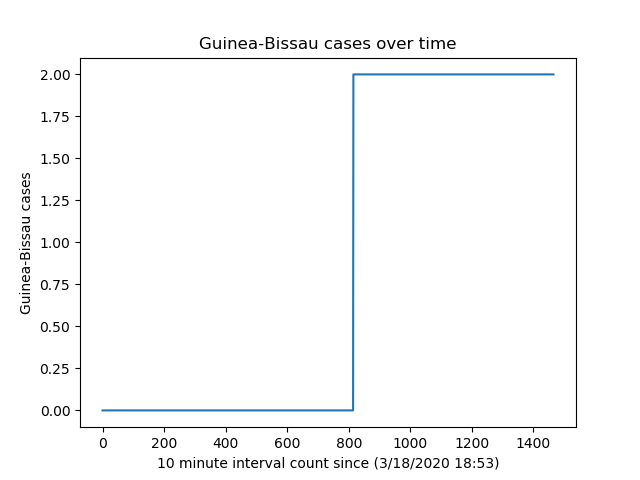 Guinea-Bissau cases over time
2.00
1.75
1.50
1.25
1.00
0.75
0.50
0.25
0.00
Guinea-Bissau cases
0 200 400 600 800 1000 1200 1400
10 minute interval count since (3/18/2020 18:53)